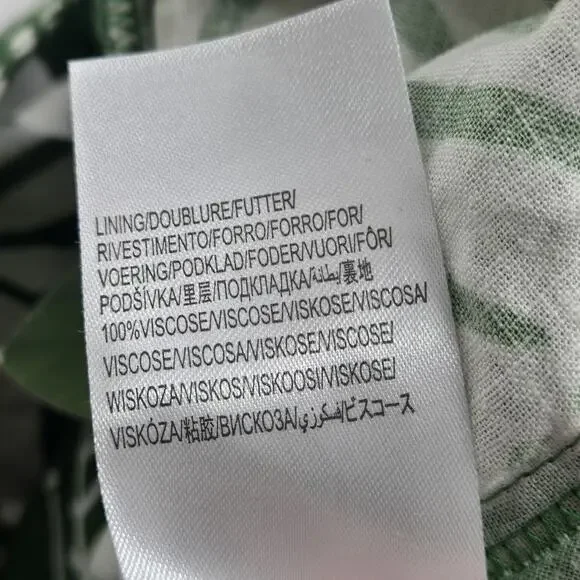 LINING/DOUBLURE/FUTTER/
RIVESTIMENTO/FORRO/FORRO/FOR/
VOERING/PODKLAD/FODER/VUORI/FÔR/
PODŠÍVKA/里层/ПОДКЛАДКА/بطانة/裏地
100%VISCOSE/VISCOSE/VISKOSE/VISCOSA/
VISCOSE/VISCOSA/VISKOSE/VISCOSE/
WISKOZA/VISKOS/VISKOOSI/VISKOSE/
VISKÓZA/粘胶/ВИСКОЗА/فسكوزي/ビスコース